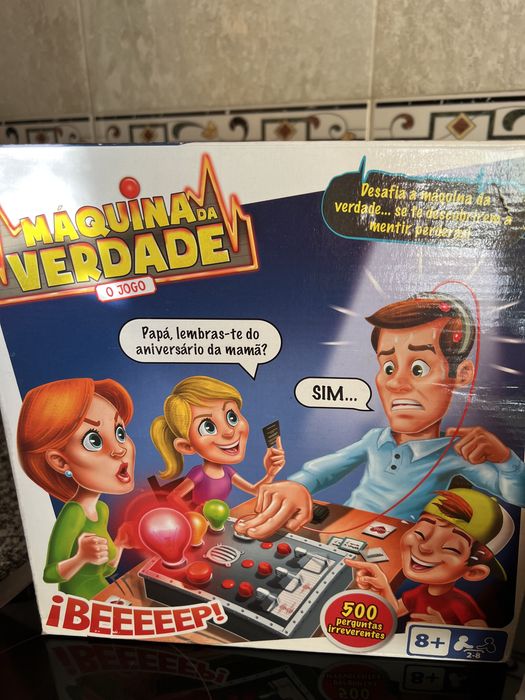 MÁQUINA DA
VERDADE
O JOGO
Desafia a máquina da
verdade... se te descobrirem a
mentir, perderás!
Papá, lembras-te do
aniversário da mamã?
SIM...
¡BEEEEEP!
500
perguntas
irreverentes
8+
2-8